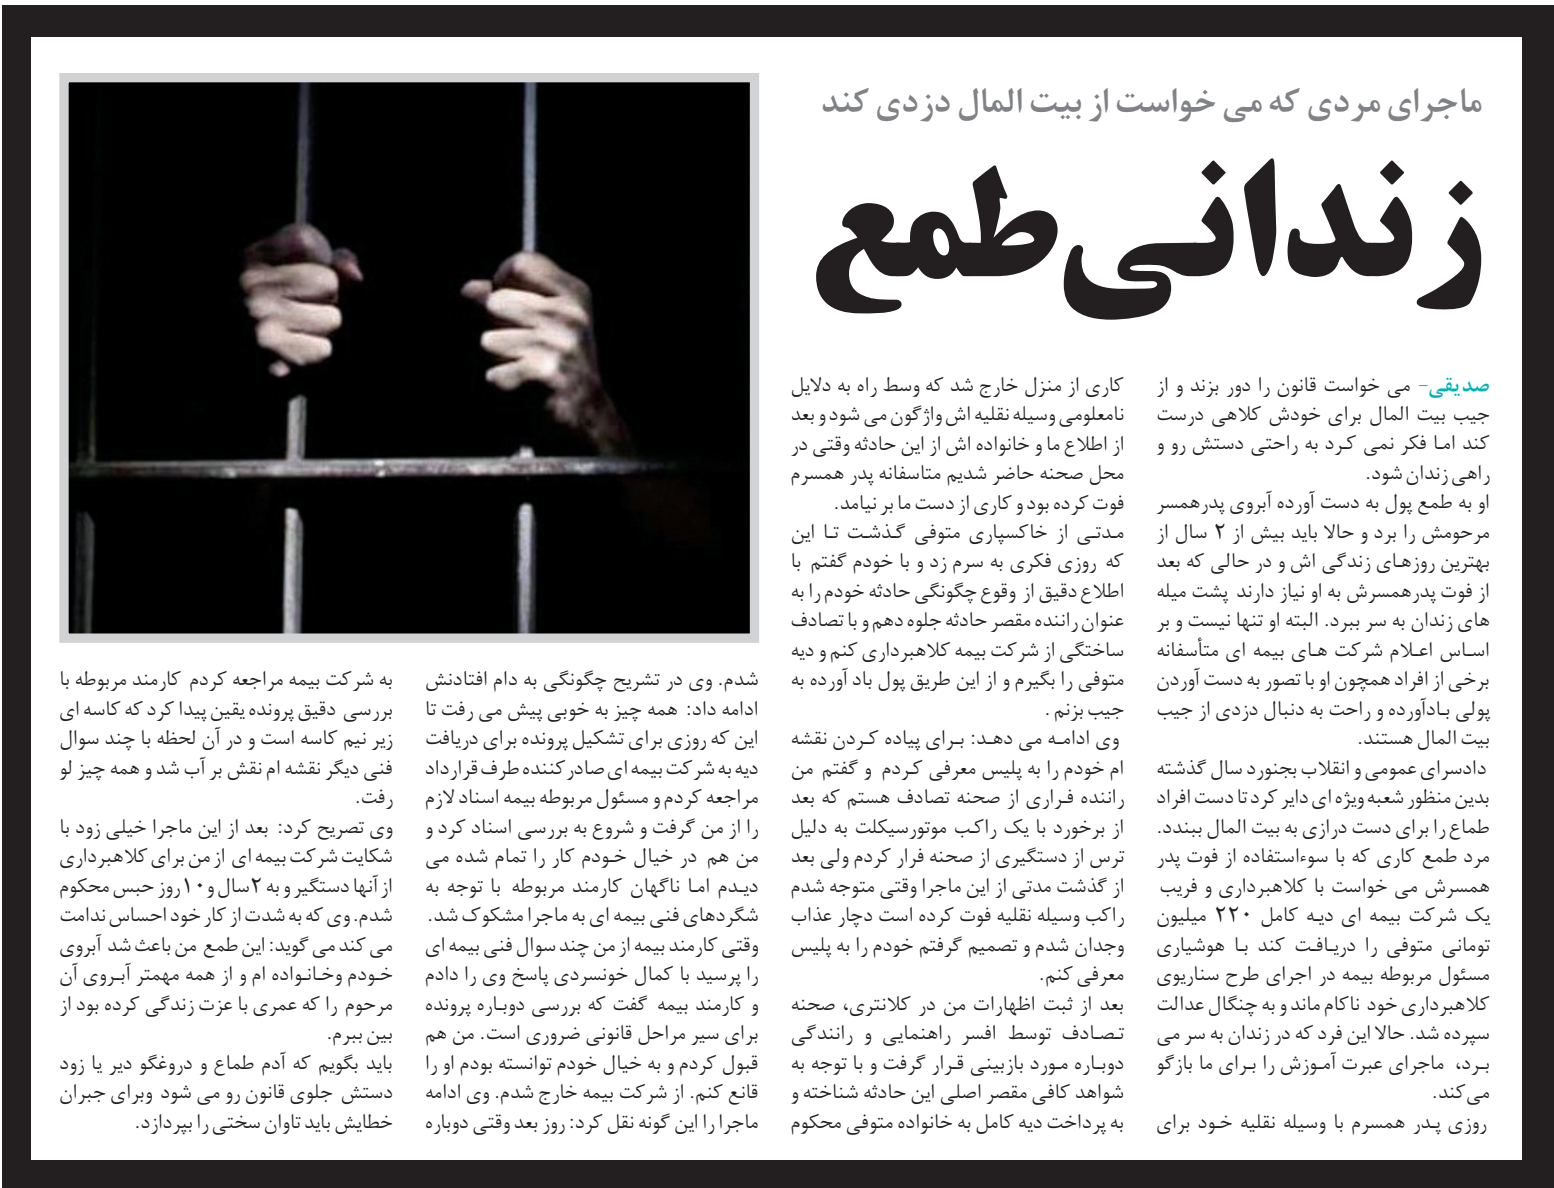 ماجرای مردی که می خواست از بیت المال دزدی کند
زندانی طمع
صدیقی- می خواست قانون را دور بزند و از
جیب بیت المال برای خودش کلاهی درست
کند اما فکر نمی کرد به راحتی دستش رو و
راهی زندان شود.
او به طمع پول به دست آورده آبروی پدرهمسر
مرحومش را برد و حالا باید بیش از ۲ سال از
بهترین روزهای زندگی اش و در حالی که بعد
از فوت پدرهمسرش به او نیاز دارند پشت میله
های زندان به سر ببرد. البته او تنها نیست و بر
اساس اعلام شرکت های بیمه ای متأسفانه
برخی از افراد همچون او با تصور به دست آوردن
پولی بادآورده و راحت به دنبال دزدی از جیب
بیت المال هستند.
دادسرای عمومی و انقلاب بجنورد سال گذشته
بدین منظور شعبه ویژه ای دایر کرد تا دست افراد
طماع را برای دست درازی به بیت المال ببندد.
مرد طمع کاری که با سوءاستفاده از فوت پدر
همسرش می خواست با کلاهبرداری و فریب
یک شرکت بیمه ای دیه کامل ۲۲۰ میلیون
تومانی متوفی را دریافت کند با هوشیاری
مسئول مربوطه بیمه در اجرای طرح سناریوی
کلاهبرداری خود ناکام ماند و به چنگال عدالت
سپرده شد. حالا این فرد که در زندان به سر می
برد، ماجرای عبرت آموزش را برای ما بازگو
می کند.
روزی پدر همسرم با وسیله نقلیه خود برای
کاری از منزل خارج شد که وسط راه به دلایل
نامعلومی وسیله نقلیه اش واژگون می شود و بعد
از اطلاع ما و خانواده اش از این حادثه وقتی در
محل صحنه حاضر شدیم متاسفانه پدر همسرم
فوت کرده بود و کاری از دست ما بر نیامد.
مدتی از خاکسپاری متوفی گذشت تا این
که روزی فکری به سرم زد و با خودم گفتم با
اطلاع دقیق از وقوع چگونگی حادثه خودم را به
عنوان راننده مقصر حادثه جلوه دهم و با تصادف
ساختگی از شرکت بیمه کلاهبرداری کنم و دیه
متوفی را بگیرم و از این طریق پول باد آورده به
جیب بزنم .
وی ادامه می دهد: برای پیاده کردن نقشه
ام خودم را به پلیس معرفی کردم و گفتم من
راننده فراری از صحنه تصادف هستم که بعد
از برخورد با یک راکب موتورسیکلت به دلیل
ترس از دستگیری از صحنه فرار کردم ولی بعد
از گذشت مدتی از این ماجرا وقتی متوجه شدم
راکب وسیله نقلیه فوت کرده است دچار عذاب
وجدان شدم و تصمیم گرفتم خودم را به پلیس
معرفی کنم.
بعد از ثبت اظهارات من در کلانتری، صحنه
تصادف توسط افسر راهنمایی و رانندگی
دوباره مورد بازبینی قرار گرفت و با توجه به
شواهد کافی مقصر اصلی این حادثه شناخته و
به پرداخت دیه کامل به خانواده متوفی محکوم
شدم. وی در تشریح چگونگی به دام افتادنش
ادامه داد: همه چیز به خوبی پیش می رفت تا
این که روزی برای تشکیل پرونده برای دریافت
دیه به شرکت بیمه ای صادر کننده طرف قرارداد
مراجعه کردم و مسئول مربوطه بیمه اسناد لازم
را از من گرفت و شروع به بررسی اسناد کرد و
من هم در خیال خودم کار را تمام شده می
دیدم اما ناگهان کارمند مربوطه با توجه به
شگردهای فنی بیمه ای به ماجرا مشکوک شد.
وقتی کارمند بیمه از من چند سوال فنی بیمه ای
را پرسید با کمال خونسردی پاسخ وی را دادم
و کارمند بیمه گفت که بررسی دوباره پرونده
برای سیر مراحل قانونی ضروری است. من هم
قبول کردم و به خیال خودم توانسته بودم او را
قانع کنم. از شرکت بیمه خارج شدم. وی ادامه
ماجرا را این گونه نقل کرد: روز بعد وقتی دوباره
به شرکت بیمه مراجعه کردم کارمند مربوطه با
بررسی دقیق پرونده یقین پیدا کرد که کاسه ای
زیر نیم کاسه است و در آن لحظه با چند سوال
فنی دیگر نقشه ام نقش بر آب شد و همه چیز لو
رفت.
وی تصریح کرد: بعد از این ماجرا خیلی زود با
شکایت شرکت بیمه ای از من برای کلاهبرداری
از آنها دستگیر و به ۲سال و ۱۰روز حبس محکوم
شدم. وی که به شدت از کار خود احساس ندامت
می کند می گوید: این طمع من باعث شد آبروی
خودم وخانواده ام و از همه مهمتر آبروی آن
مرحوم را که عمری با عزت زندگی کرده بود از
بین ببرم.
باید بگویم که آدم طماع و دروغگو دیر یا زود
دستش جلوی قانون رو می شود وبرای جبران
خطایش باید تاوان سختی را بپردازد.